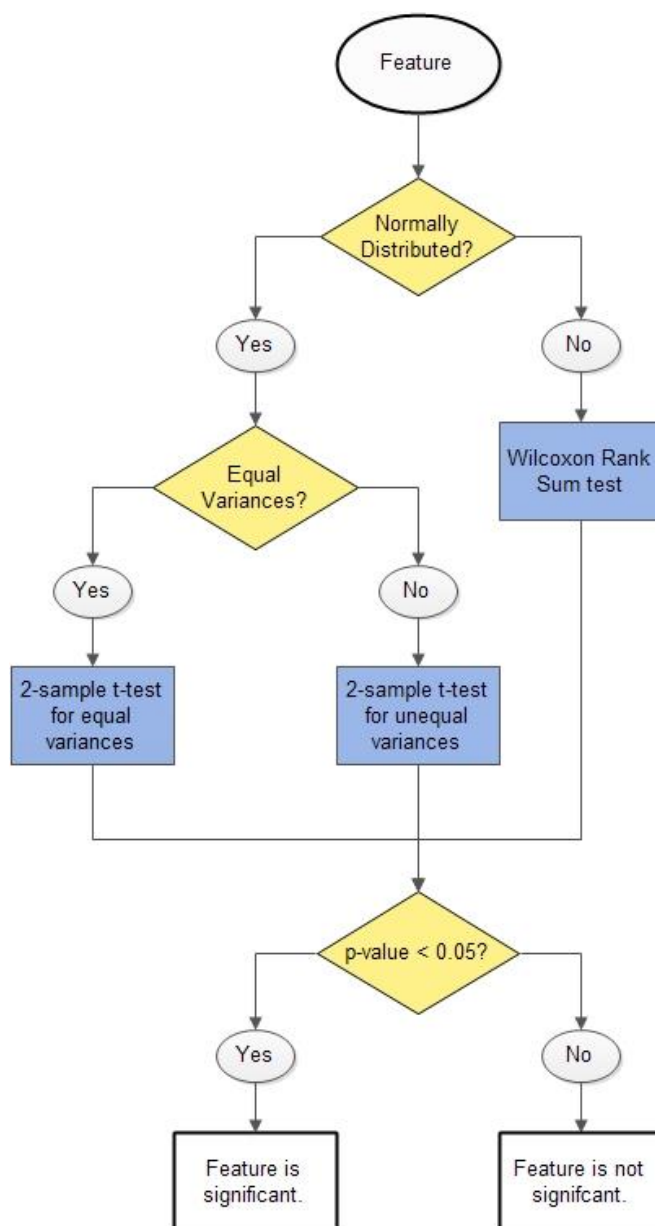 Feature
Normally
Distributed?
Yes
No
Wilcoxon Rank
Sum test
Equal
Variances?
Yes
No
2-sample t-test
for equal
variances
2-sample t-test
for unequal
variances
p-value < 0.05?
Yes
No
Feature is
significant.
Feature is not
signifcant.